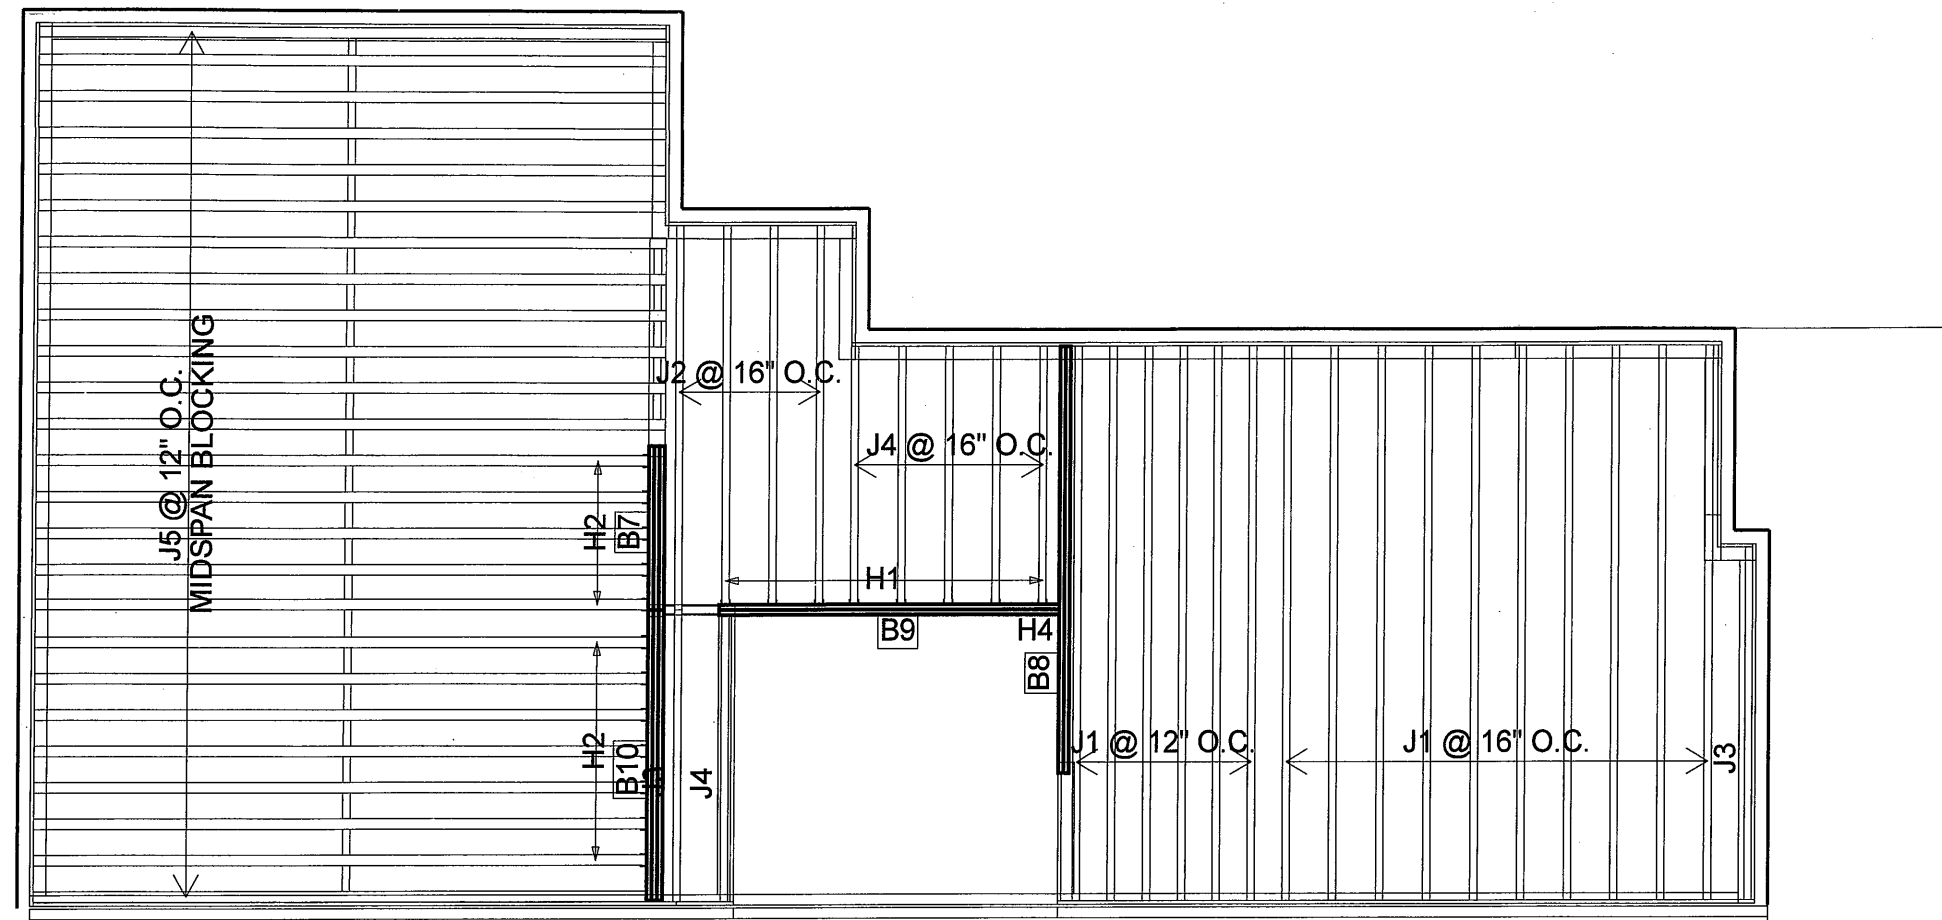 J5 @ 12" O.C.
MIDSPAN BLOCKING
J2 @ 16" O.C.
J4 @ 16" O.C.
H2
B7
H1
B9
H4
B8
H2
B10
J4
J1 @ 12" O.C.
J1 @ 16" O.C.
J3